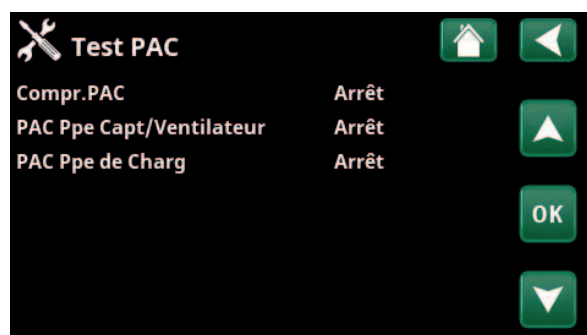 Test PAC
Compr.PAC Arrêt
PAC Ppe Capt/Ventilateur Arrêt
PAC Ppe de Charg Arrêt
OK